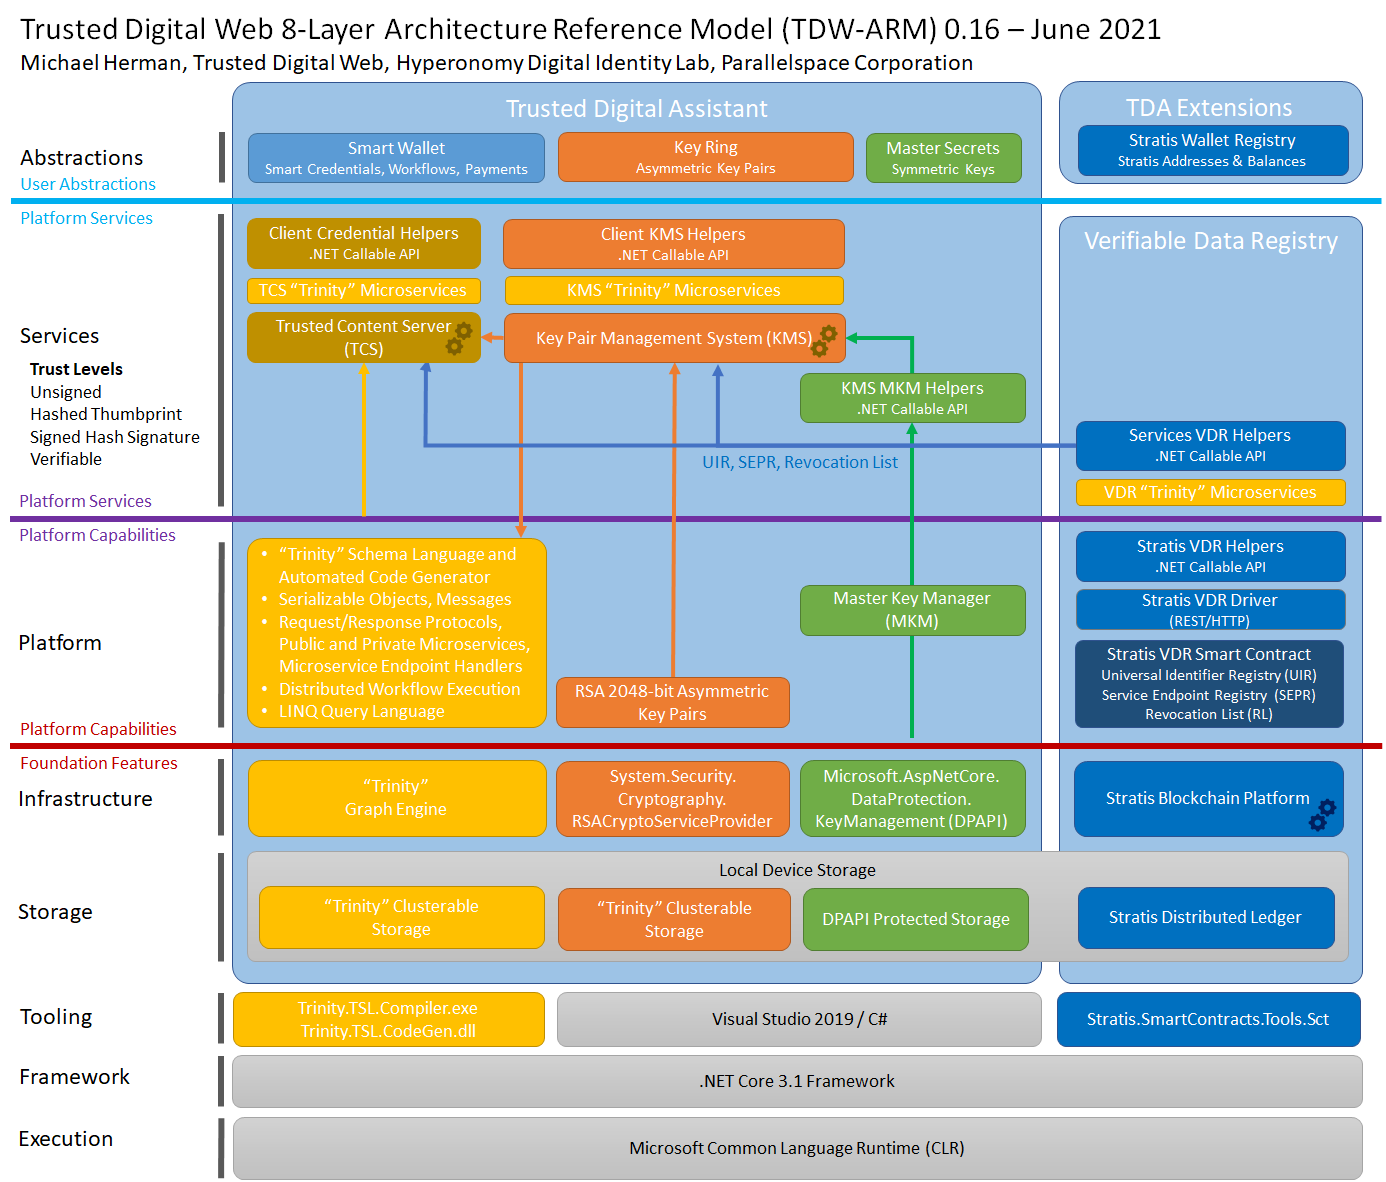 Trusted Digital Web 8-Layer Architecture Reference Model (TDW-ARM) 0.16 – June 2021
Michael Herman, Trusted Digital Web, Hyperonomy Digital Identity Lab, Parallelspace Corporation
Trusted Digital Assistant
TDA Extensions
Abstractions
User Abstractions
Smart Wallet
Smart Credentials, Workflows, Payments
Key Ring
Asymmetric Key Pairs
Master Secrets
Symmetric Keys
Stratis Wallet Registry
Stratis Addresses & Balances
Platform Services
Client Credential Helpers
.NET Callable API
Client KMS Helpers
.NET Callable API
Verifiable Data Registry
TCS “Trinity” Microservices
KMS “Trinity” Microservices
Services
Trusted Content Server
(TCS)
Key Pair Management System (KMS)
Trust Levels
Unsigned
Hashed Thumbprint
Signed Hash Signature
Verifiable
KMS MKM Helpers
.NET Callable API
Services VDR Helpers
.NET Callable API
UIR, SEPR, Revocation List
VDR “Trinity” Microservices
Platform Services
Platform Capabilities
Platform
• “Trinity” Schema Language and
Automated Code Generator
• Serializable Objects, Messages
• Request/Response Protocols,
Public and Private Microservices,
Microservice Endpoint Handlers
• Distributed Workflow Execution
• LINQ Query Language
RSA 2048-bit Asymmetric
Key Pairs
Master Key Manager
(MKM)
Stratis VDR Helpers
.NET Callable API
Stratis VDR Driver
(REST/HTTP)
Stratis VDR Smart Contract
Universal Identifier Registry (UIR)
Service Endpoint Registry (SEPR)
Revocation List (RL)
Platform Capabilities
Foundation Features
Infrastructure
“Trinity”
Graph Engine
System.Security.
Cryptography.
RSACryptoServiceProvider
Microsoft.AspNetCore.
DataProtection.
KeyManagement (DPAPI)
Stratis Blockchain Platform
Storage
Local Device Storage
“Trinity” Clusterable
Storage
“Trinity” Clusterable
Storage
DPAPI Protected Storage
Stratis Distributed Ledger
Tooling
Trinity.TSL.Compiler.exe
Trinity.TSL.CodeGen.dll
Visual Studio 2019 / C#
Stratis.SmartContracts.Tools.Sct
Framework
.NET Core 3.1 Framework
Execution
Microsoft Common Language Runtime (CLR)